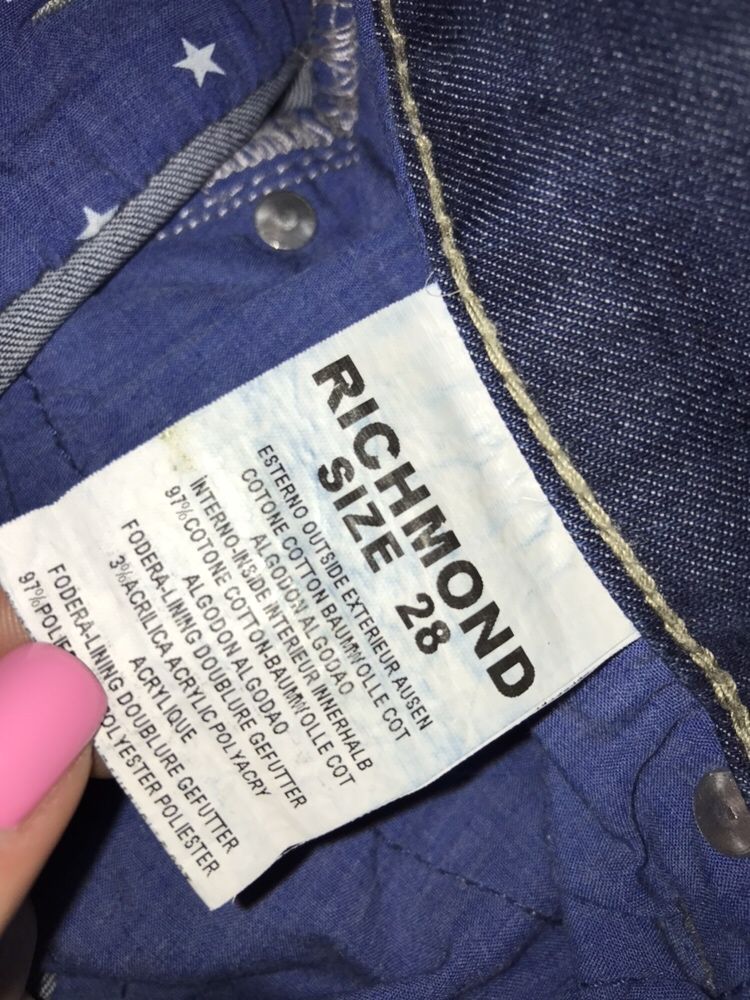 RICHMOND
SIZE 28
ESTERNO OUTSIDE EXTERIEUR AUSEN
COTONE COTTON BAUMWOLLE COT
ALGODON ALGODAO
INTERNO-INSIDE INTERIEUR INNERHALB
97%COTONE COTTON-BAUMWOLLE COT
ALGODON ALGODAO
FODERA-LINING DOUBLURE GEFUTTER
3%ACRILICA ACRYLIC POLYACRY
ACRYLIQUE
FODERA-LINING DOUBLURE GEFUTTER
POLIESTER